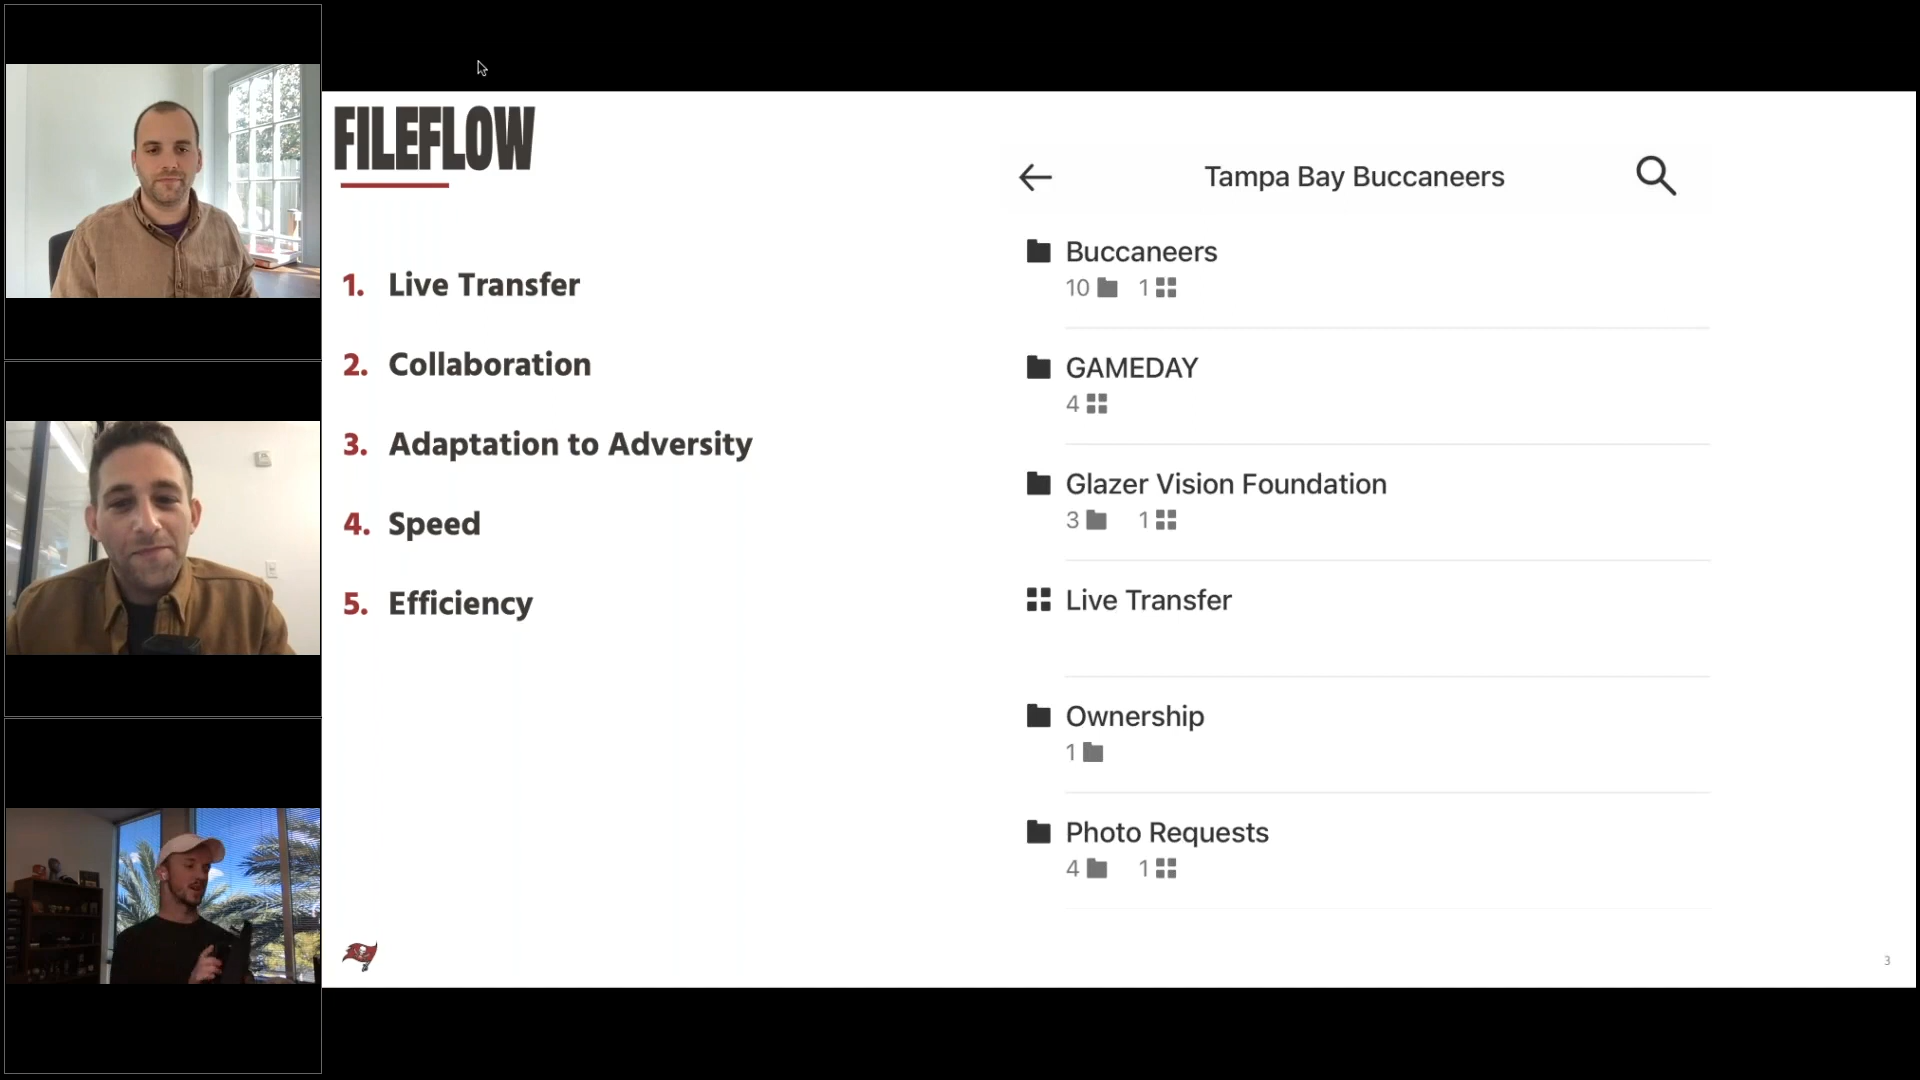 FILEFLOW
1. Live Transfer
2. Collaboration
3. Adaptation to Adversity
4. Speed
5. Efficiency
Tampa Bay Buccaneers
Buccaneers
10 1
GAMEDAY
4
Glazer Vision Foundation
3 1
Live Transfer
Ownership
1
Photo Requests
4 1
3